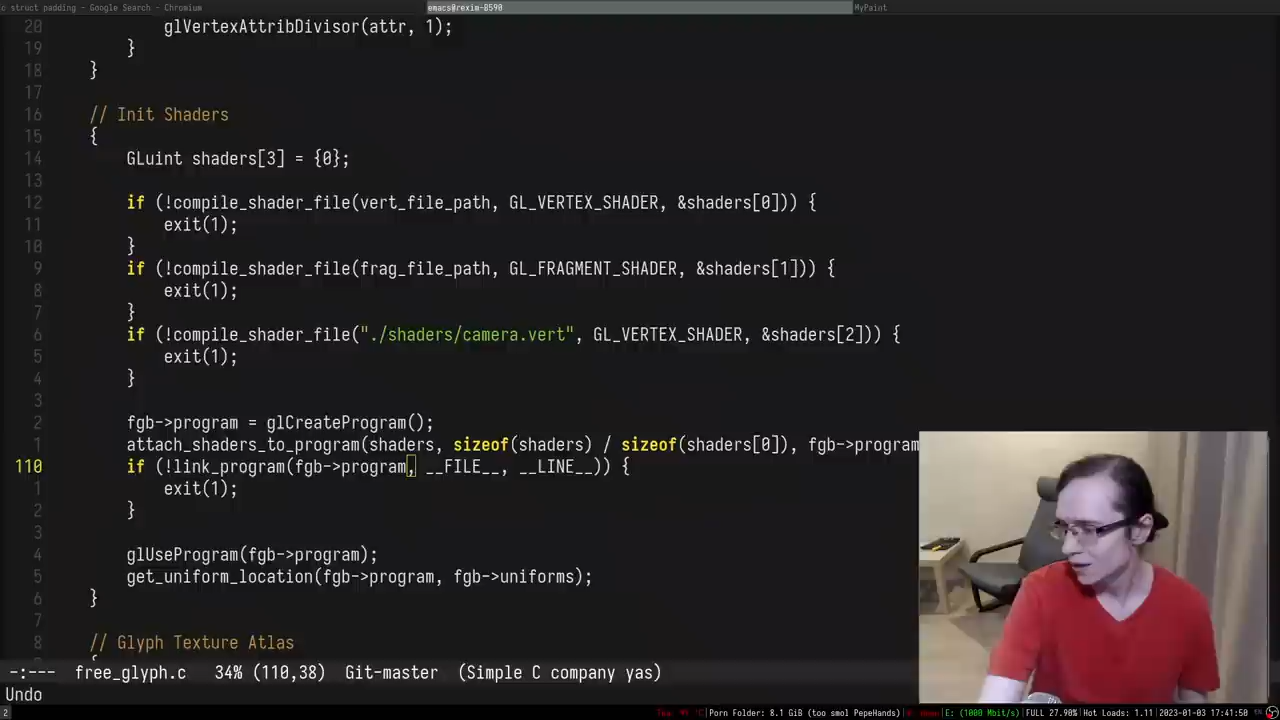 c struct padding - Google Search - Chromium
emacs@rexim-B590
MyPaint
20 glVertexAttribDivisor(attr, 1);
19 }
18 }
17
16 // Init Shaders
15 {
14 GLuint shaders[3] = {0};
13
12 if (!compile_shader_file(vert_file_path, GL_VERTEX_SHADER, &shaders[0])) {
11 exit(1);
10 }
9 if (!compile_shader_file(frag_file_path, GL_FRAGMENT_SHADER, &shaders[1])) {
8 exit(1);
7 }
6 if (!compile_shader_file("./shaders/camera.vert", GL_VERTEX_SHADER, &shaders[2])) {
5 exit(1);
4 }
3
2 fgb->program = glCreateProgram();
1 attach_shaders_to_program(shaders, sizeof(shaders) / sizeof(shaders[0]), fgb->program
110 if (!link_program(fgb->program, __FILE__, __LINE__)) {
1 exit(1);
2 }
3
4 glUseProgram(fgb->program);
5 get_uniform_location(fgb->program, fgb->uniforms);
6 }
7
8 // Glyph Texture Atlas
-:--- free_glyph.c 34% (110,38) Git-master (Simple C company yas)
Undo
2
Porn Folder: 8.1 GiB (too smol PepeHands)
E: (1000 Mbit/s)|FULL 27.90%|Hot Loads: 1.11|2023-01-03 17:41:50